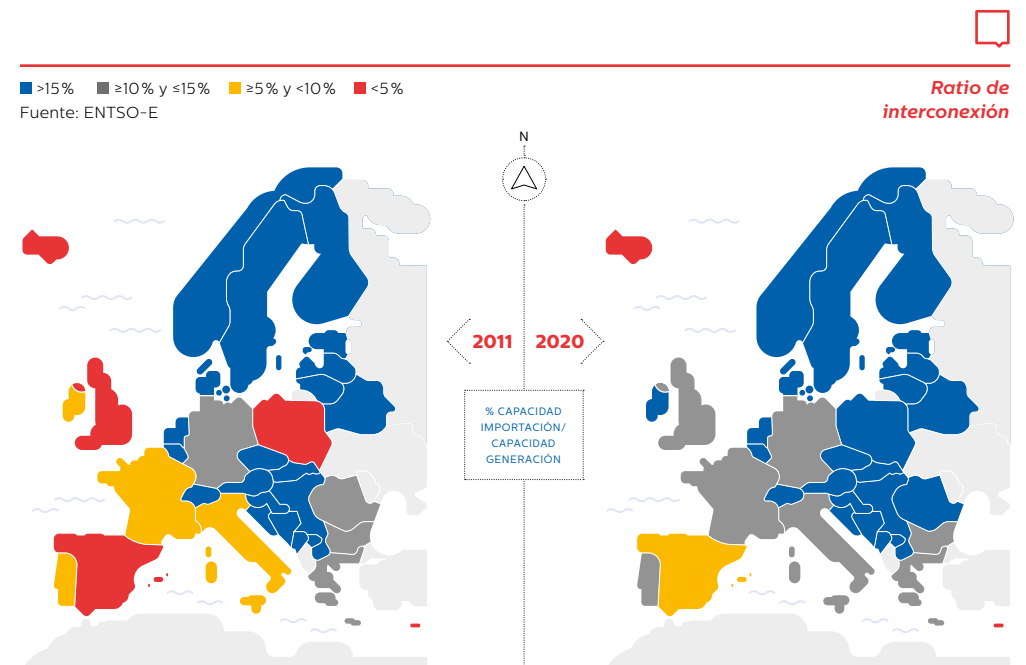 >15% ≥10% y ≤15% ≥5% y <10% <5%
Fuente: ENTSO-E
Ratio de
interconexión
N
2011 2020
% CAPACIDAD
IMPORTACIÓN/
CAPACIDAD
GENERACIÓN